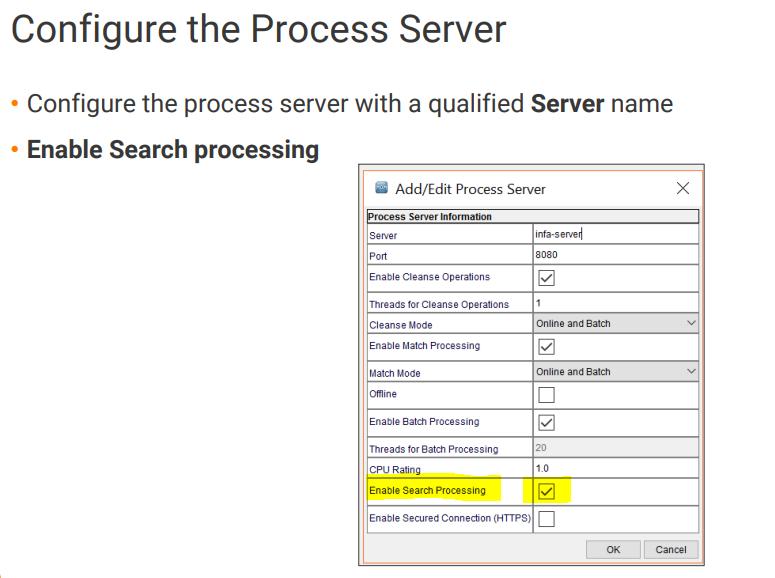 Configure the Process Server
• Configure the process server with a qualified Server name
• Enable Search processing
Add/Edit Process Server
Process Server Information
Server infa-server
Port 8080
Enable Cleanse Operations
Threads for Cleanse Operations 1
Cleanse Mode Online and Batch
Enable Match Processing
Match Mode Online and Batch
Offline
Enable Batch Processing
Threads for Batch Processing 20
CPU Rating 1.0
Enable Search Processing
Enable Secured Connection (HTTPS)
OK Cancel